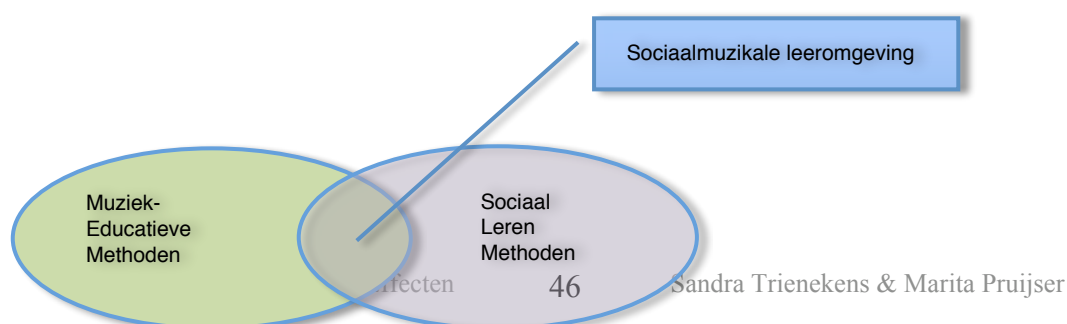 Sociaalmuzikale leeromgeving
Muziek-
Educatieve
Methoden
Sociaal
Leren
Methoden
46 Sandra Trienekens & Marita Pruijser